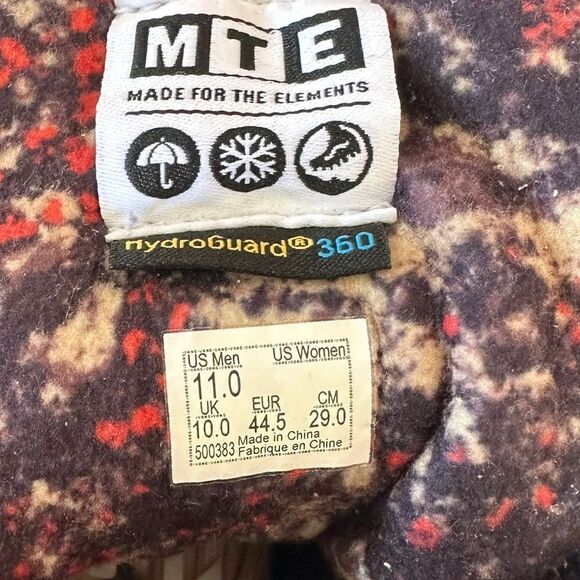 MTE
MADE FOR THE ELEMENTS
HydroGuard® 360
US Men US Women
11.0
UK EUR CM
10.0 44.5 29.0
500383 Made in China
Fabrique en Chine